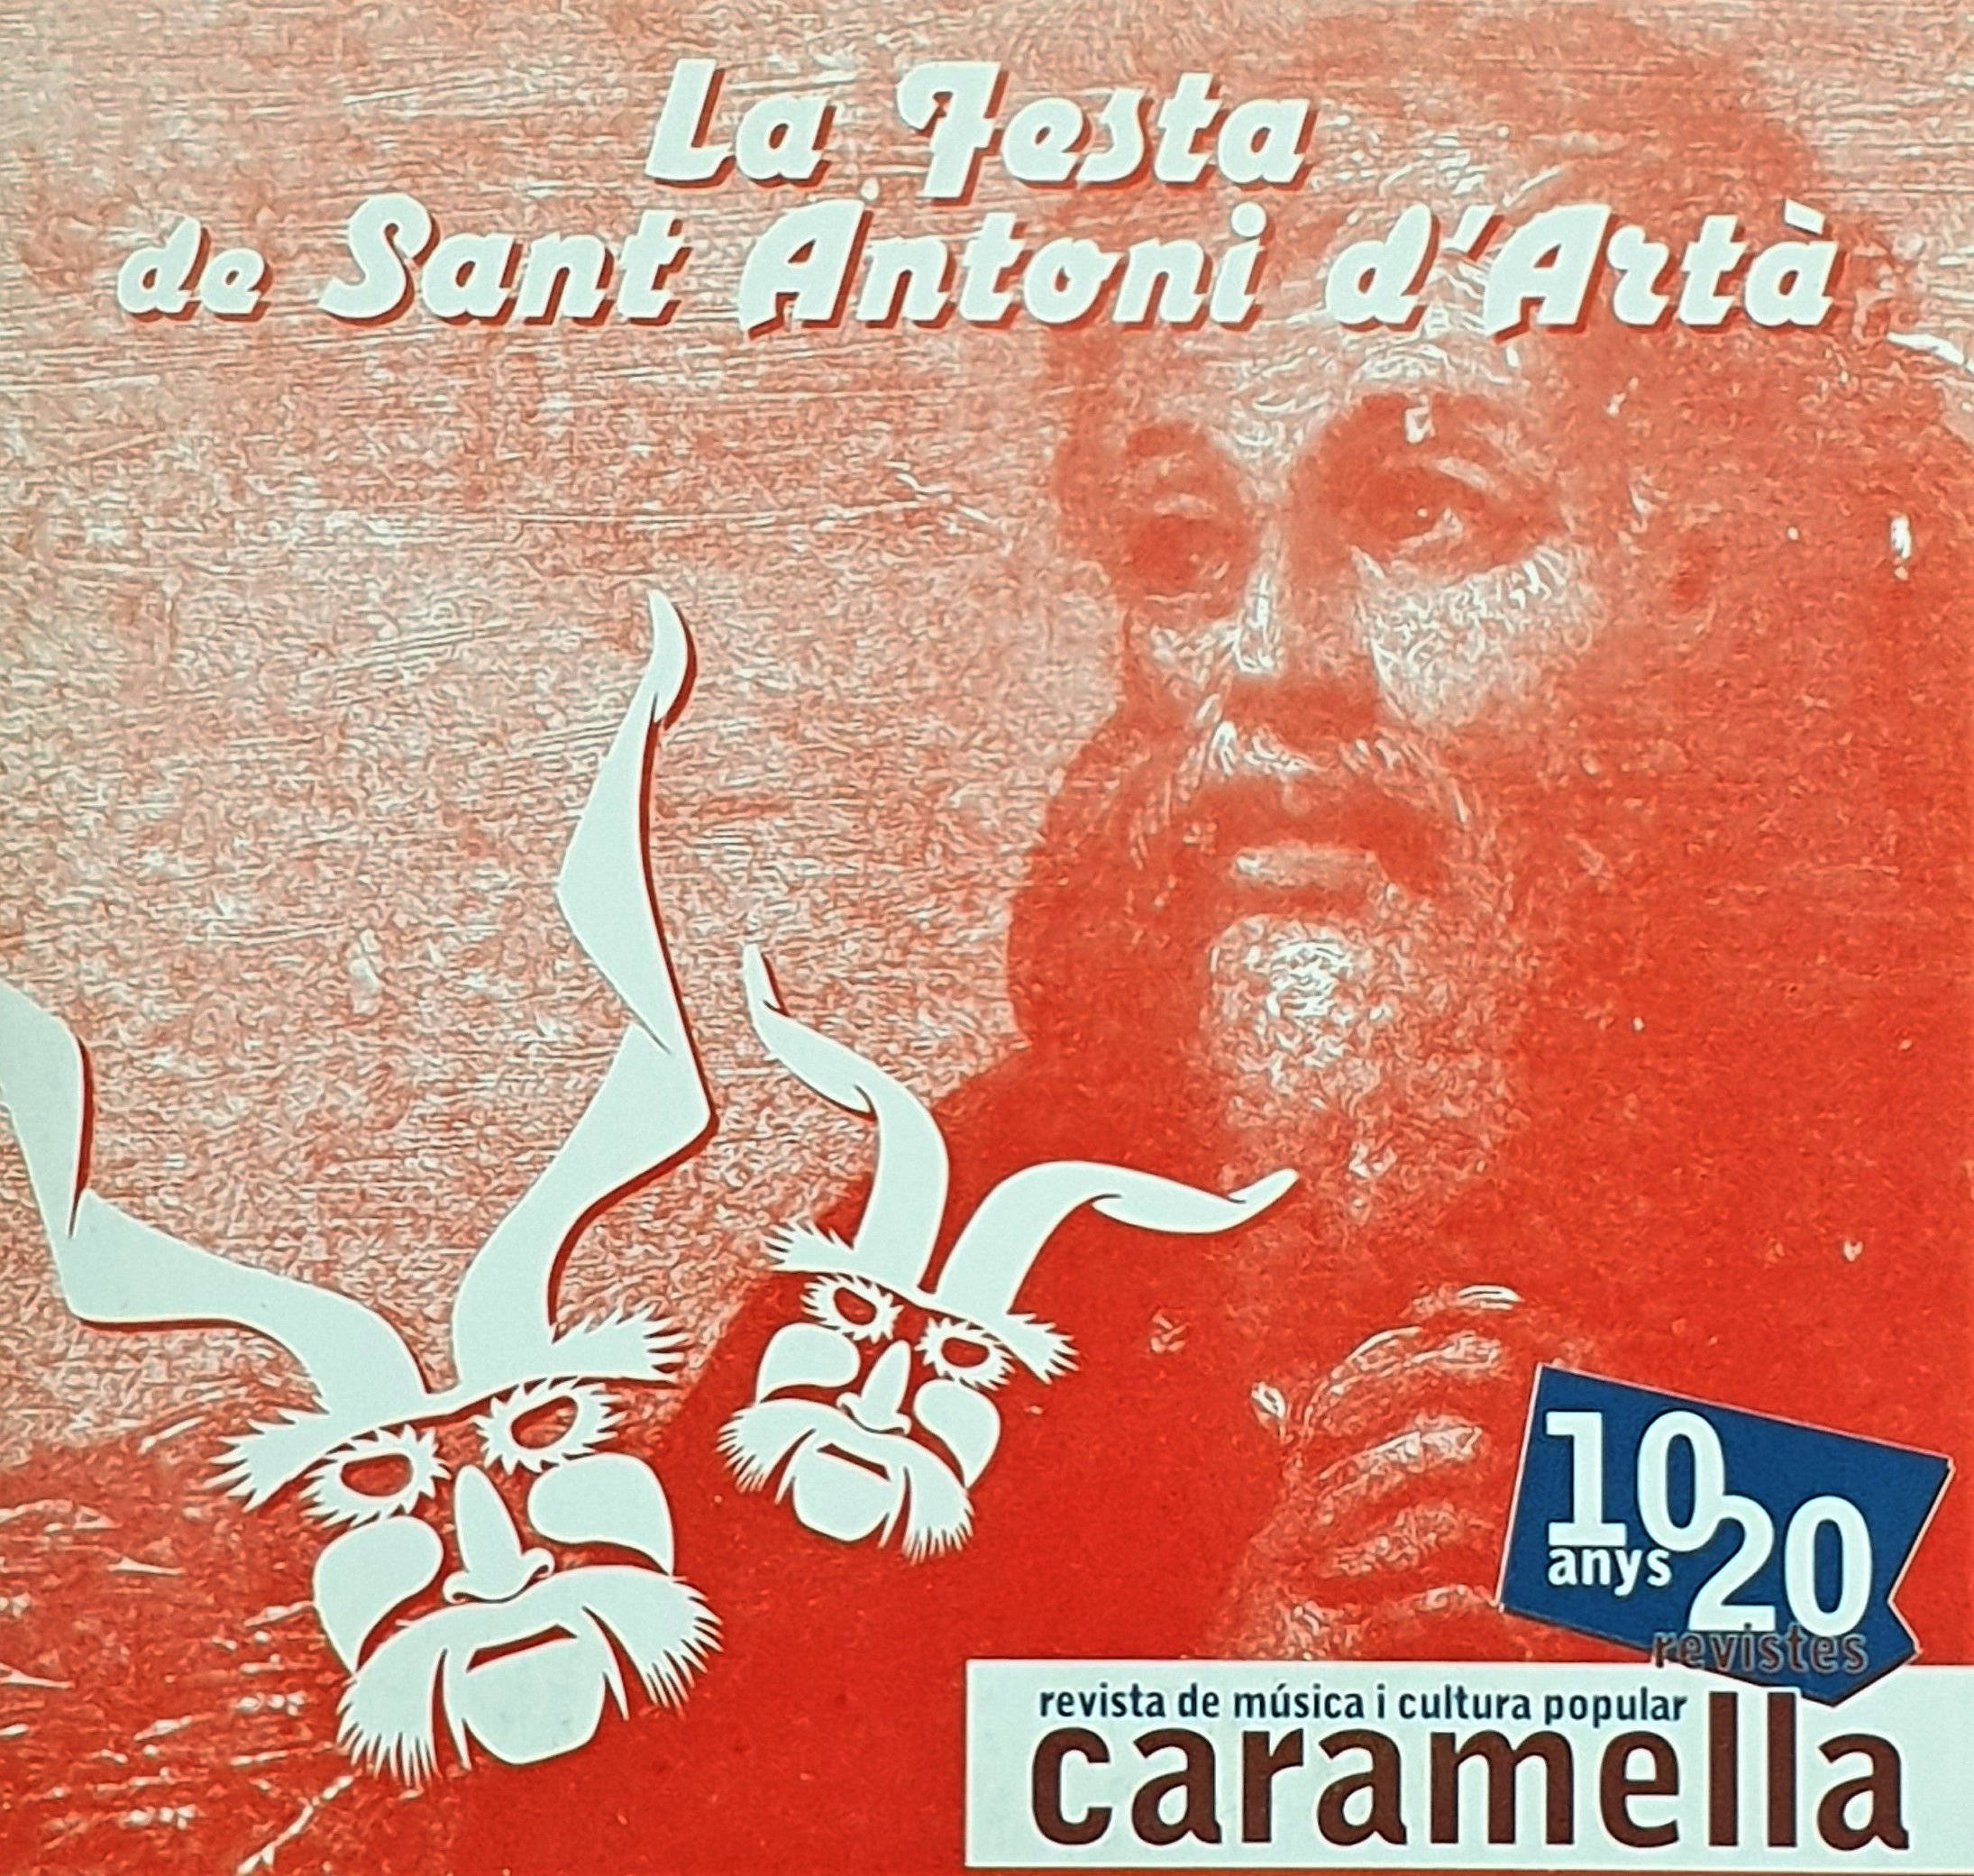 La Festa
de Sant Antoni d'Artà
10
anys
20
revistes
revista de música i cultura popular
caramella